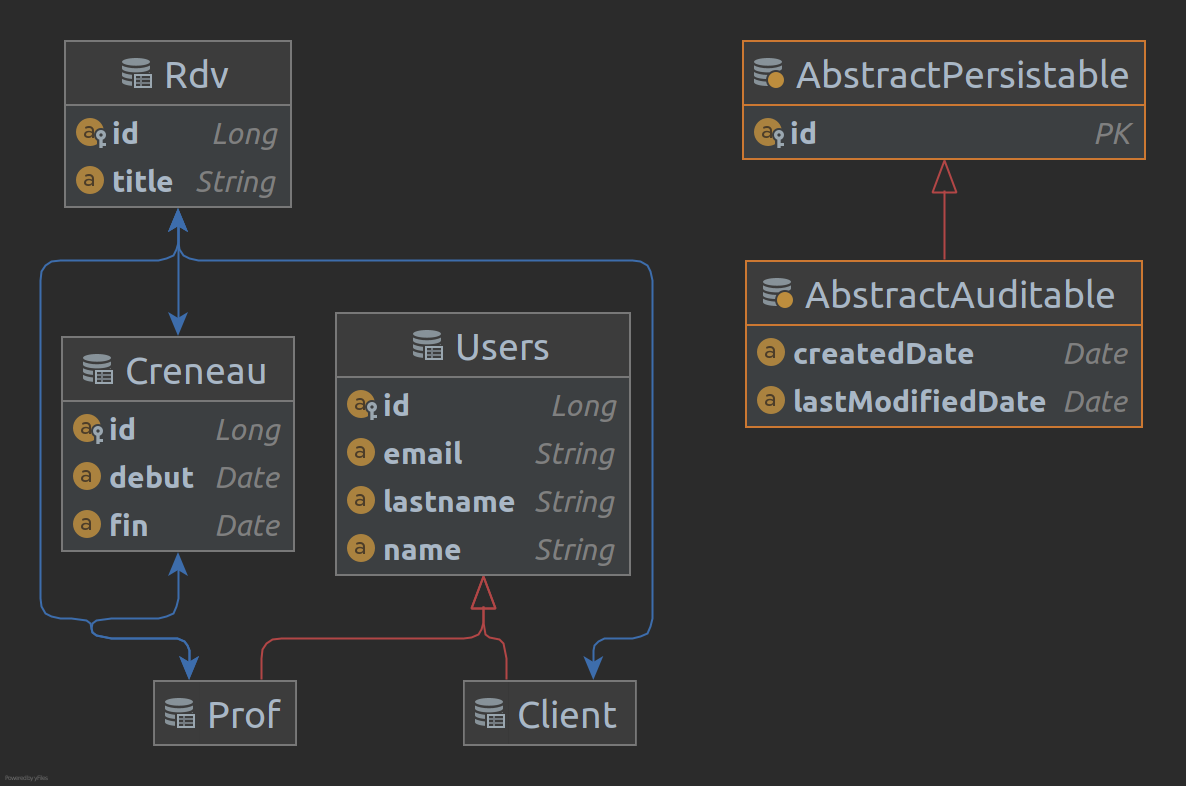 Rdv
id Long
title String
AbstractPersistable
id PK
AbstractAuditable
createdDate Date
lastModifiedDate Date
Creneau
id Long
debut Date
fin Date
Users
id Long
email String
lastname String
name String
Prof
Client
Powered by yFiles